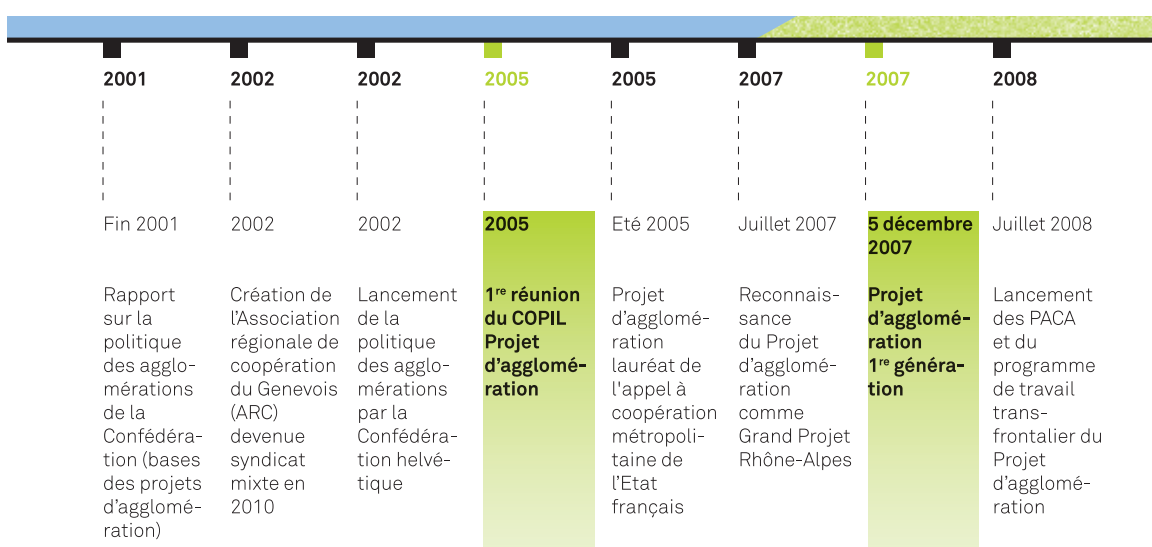 2001
2002
2002
2005
2005
2007
2007
2008
Fin 2001
Rapport
sur la
politique
des agglo-
mérations
de la
Confédéra-
tion (bases
des projets
d'agglomé-
ration)
2002
Création de
l'Association
régionale de
coopération
du Genevois
(ARC)
devenue
syndicat
mixte en
2010
2002
Lancement
de la
politique
des agglo-
mérations
par la
Confédéra-
tion helvé-
tique
2005
1re réunion
du COPIL
Projet
d'agglomé-
ration
Eté 2005
Projet
d'agglomé-
ration
lauréat de
l'appel à
coopération
métropoli-
taine de
l'Etat
français
Juillet 2007
Reconnais-
sance
du Projet
d'agglomé-
ration
comme
Grand Projet
Rhône-Alpes
5 décembre
2007
Projet
d'agglomé-
ration
1re généra-
tion
Juillet 2008
Lancement
des PACA
et du
programme
de travail
trans-
frontalier du
Projet
d'agglomé-
ration